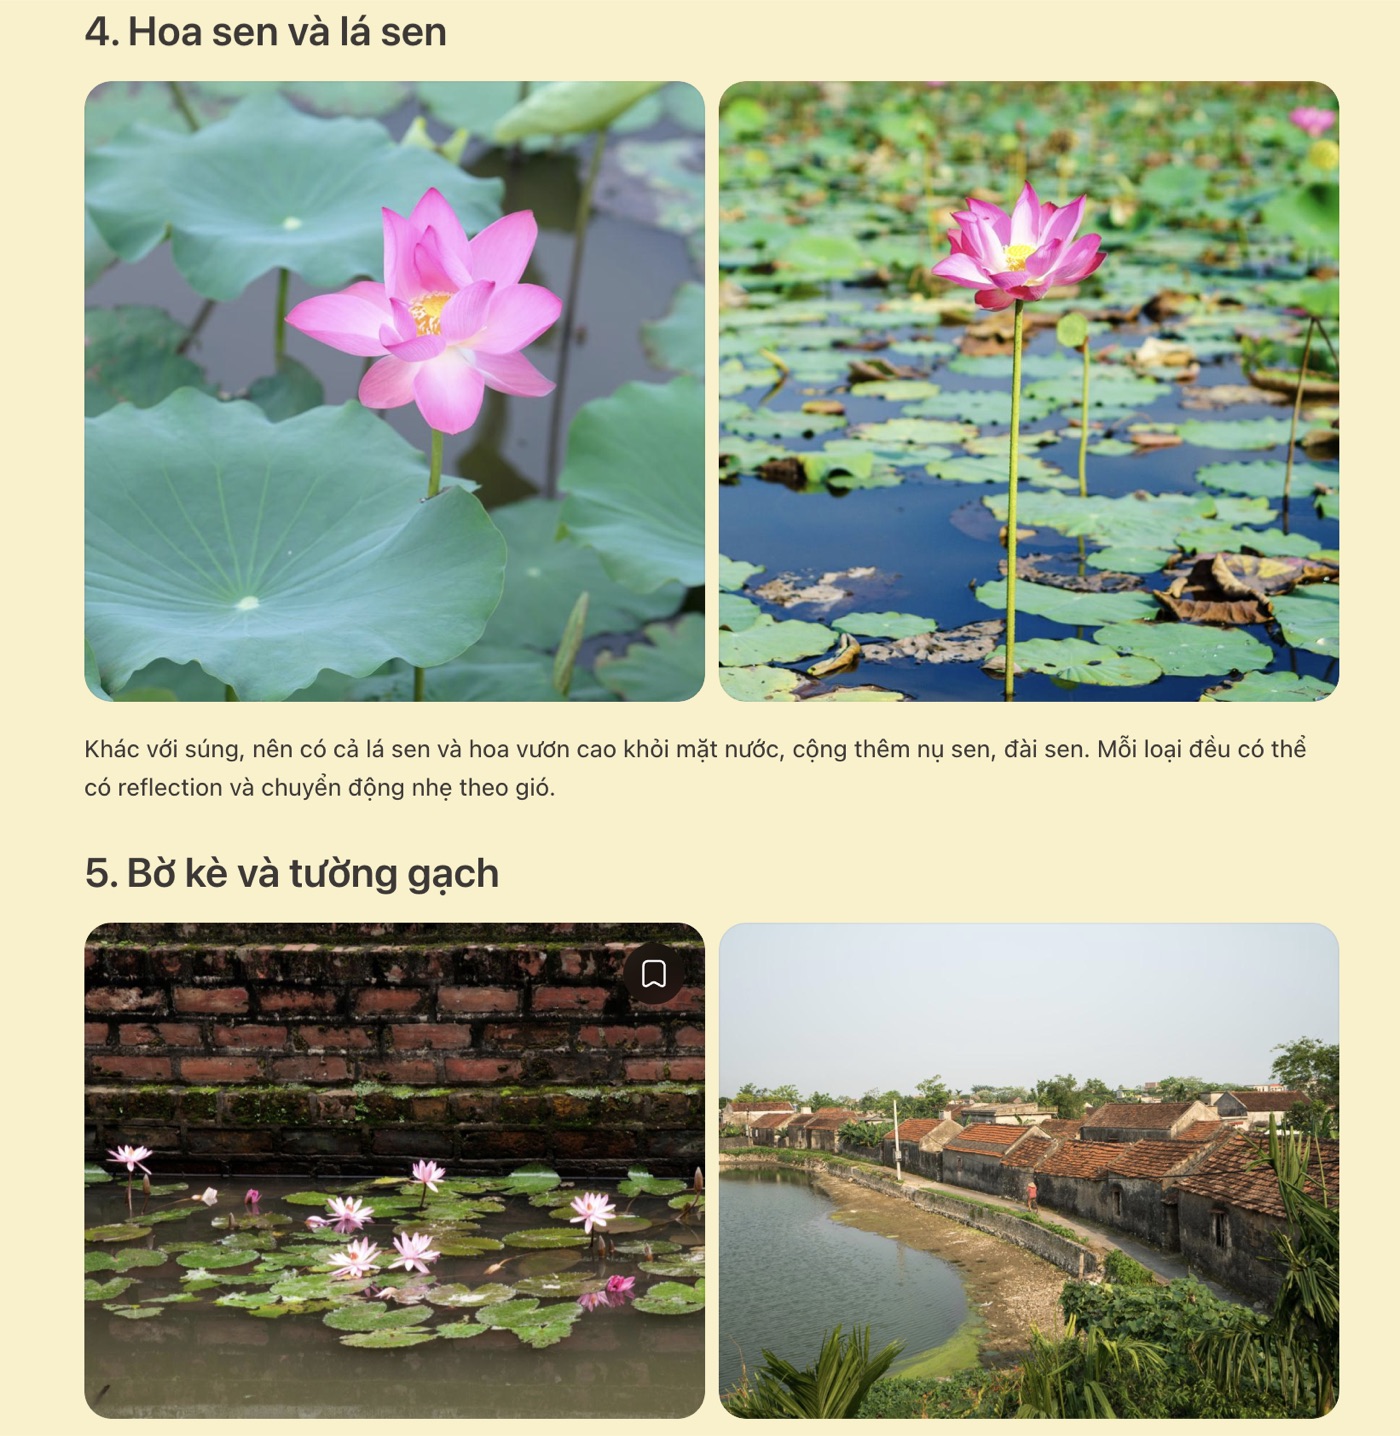 4. Hoa sen và lá sen
Khác với súng, nên có cả lá sen và hoa vươn cao khỏi mặt nước, cộng thêm nụ sen, đài sen. Mỗi loại đều có thể
có reflection và chuyển động nhẹ theo gió.
5. Bờ kè và tường gạch